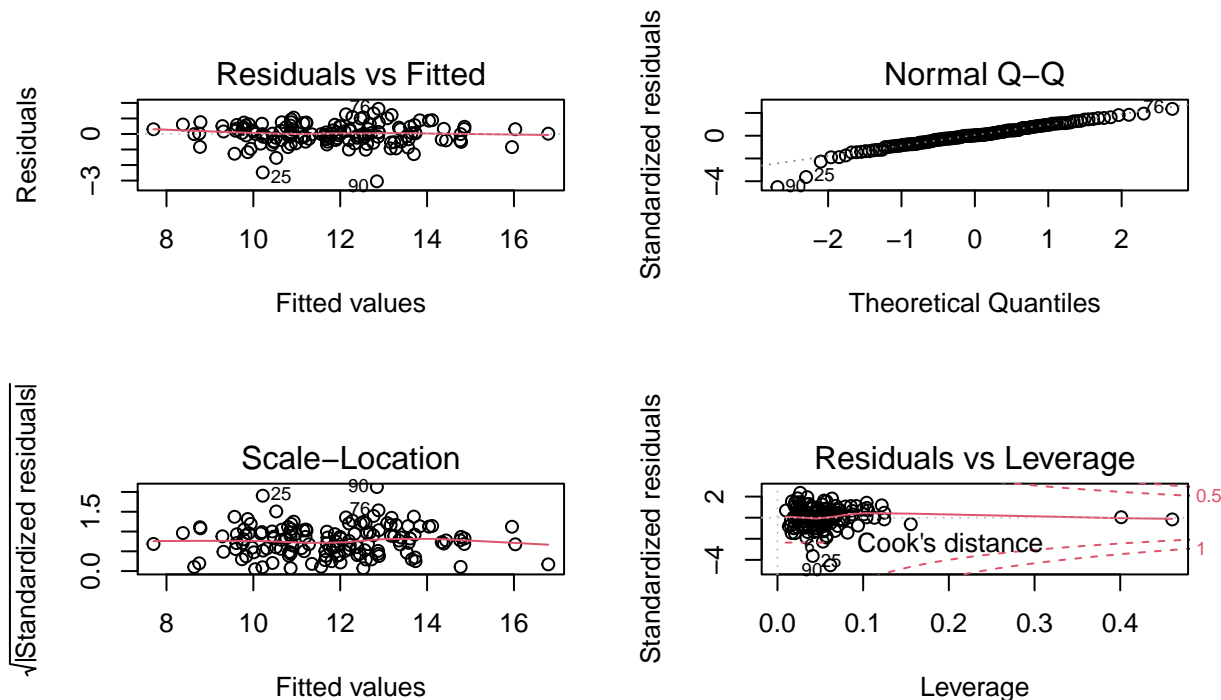 Residuals vs Fitted
Residuals
0
−3
76
25
90
8 10 12 14 16
Fitted values
Normal Q−Q
Standardized residuals
0
−4
76
25
90
−2 −1 0 1 2
Theoretical Quantiles
Scale−Location
√|Standardized residuals|
1.5
0.0
90
76
25
8 10 12 14 16
Fitted values
Residuals vs Leverage
Standardized residuals
2
−4
0.5
1
Cook's distance
90
25
0.0 0.1 0.2 0.3 0.4
Leverage